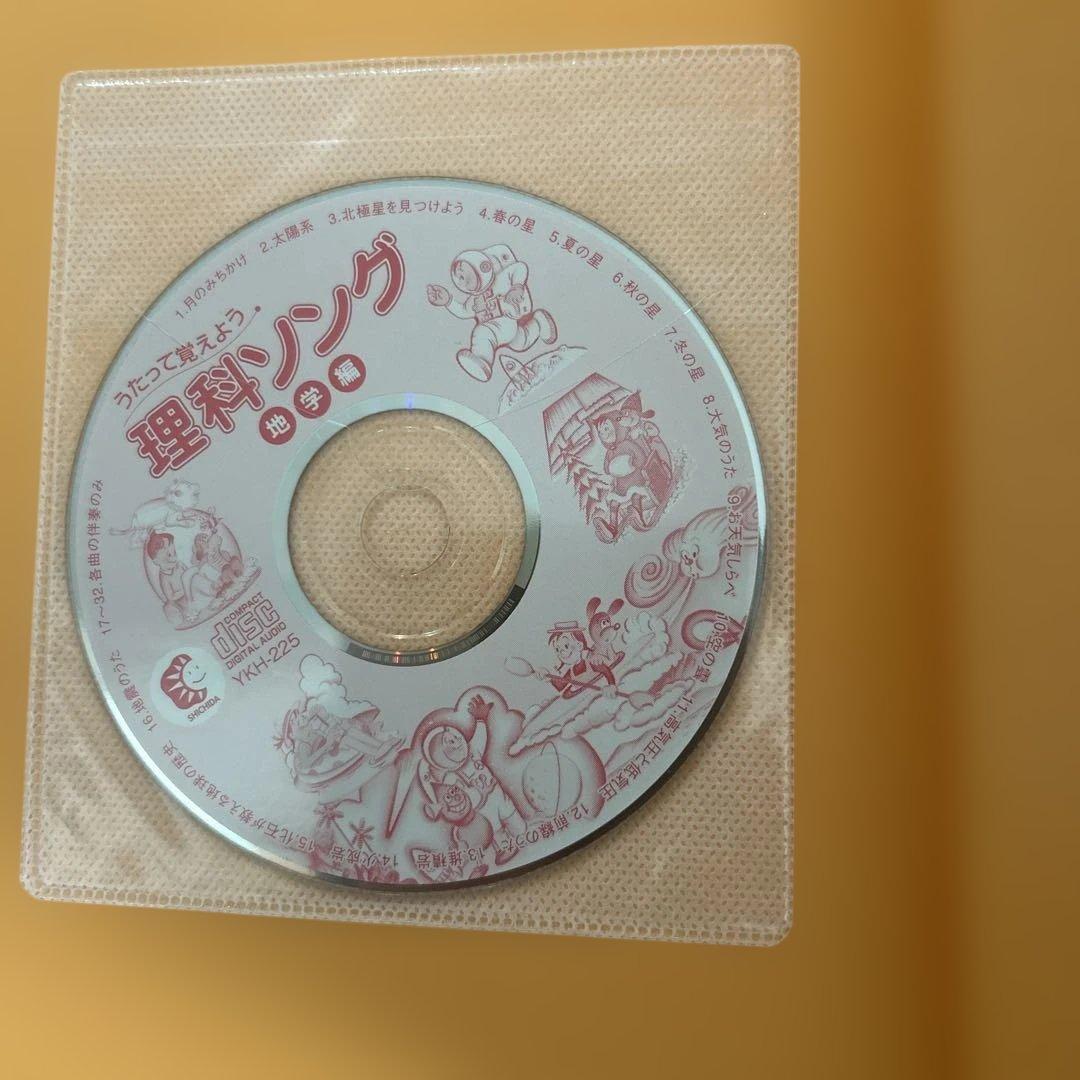 うたって覚えよう
理科ソング
地学編
1.月のみちかけ
2.太陽系
3.北極星を見つけよう
4.春の星
5.夏の星
6.秋の星
7.冬の星
8.大気のうた
9.お天気しらべ
10.空の雲
11.高気圧と低気圧
12.前線のうた
13.堆積岩
14.火成岩
15.化石が教える地球の歴史
16.地震のうた
17〜32.各曲の伴奏のみ
COMPACT
disc
DIGITAL AUDIO
YKH-225
SHICHIDA